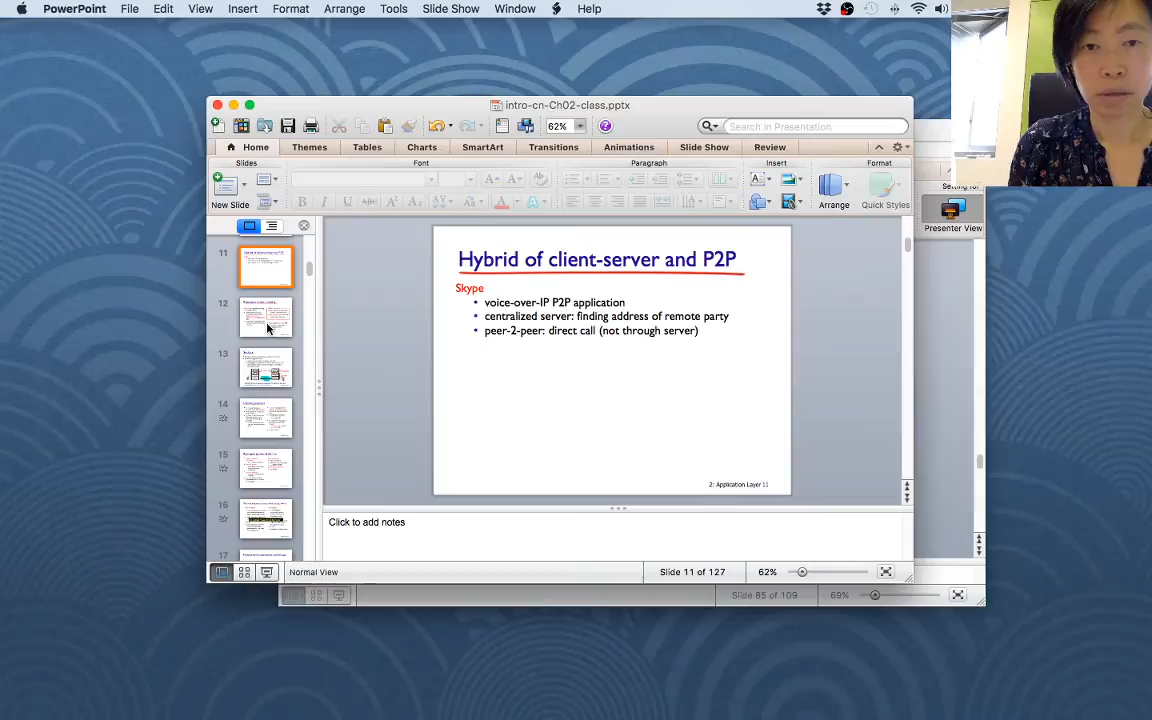 PowerPoint File Edit View Insert Format Arrange Tools Slide Show Window Help
intro-cn-Ch02-class.pptx
62%
Search in Presentation
Home Themes Tables Charts SmartArt Transitions Animations Slide Show Review
Slides Font Paragraph Insert Format
New Slide
Arrange Quick Styles
Presenter View
11
12
13
14
15
16
17
Hybrid of client-server and P2P
Skype
• voice-over-IP P2P application
• centralized server: finding address of remote party
• peer-2-peer: direct call (not through server)
2: Application Layer 11
Click to add notes
Normal View Slide 11 of 127 62%
Slide 85 of 109 69%